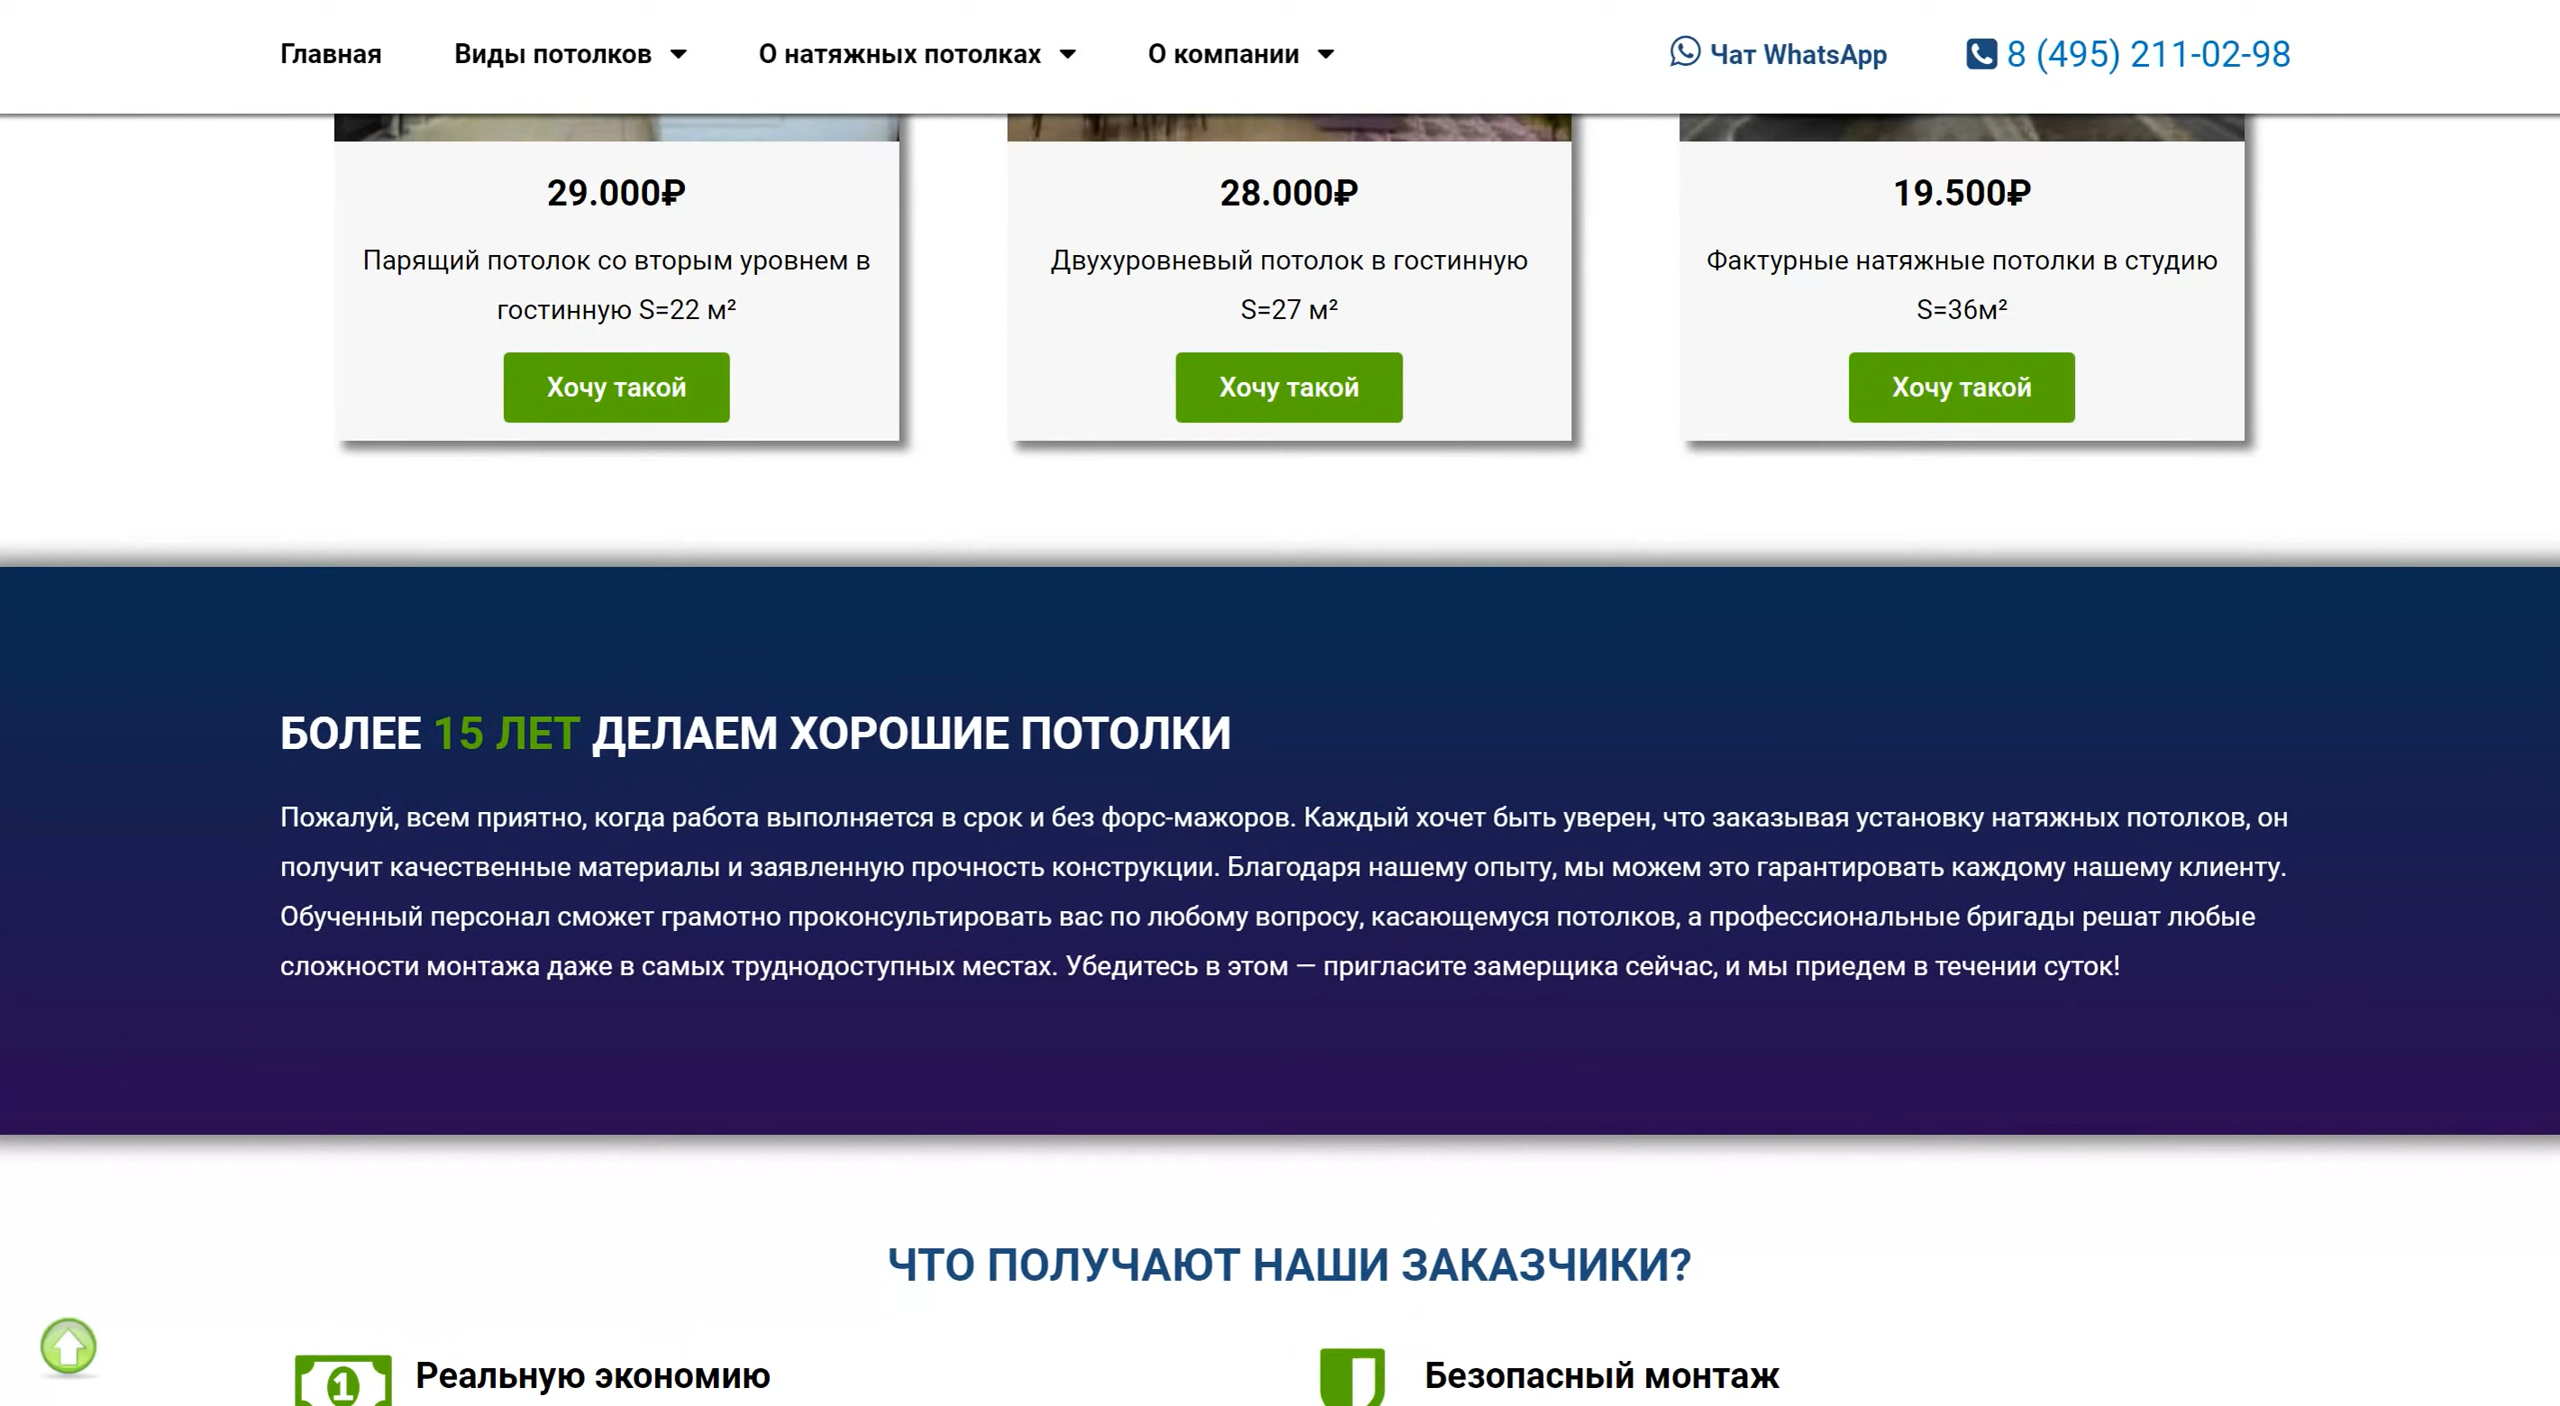 Главная Виды потолков О натяжных потолках О компании Чат WhatsApp 8 (495) 211-02-98
29.000₽
Парящий потолок со вторым уровнем в
гостинную S=22 м²
Хочу такой
28.000₽
Двухуровневый потолок в гостинную
S=27 м²
Хочу такой
19.500₽
Фактурные натяжные потолки в студию
S=36м²
Хочу такой
БОЛЕЕ 15 ЛЕТ ДЕЛАЕМ ХОРОШИЕ ПОТОЛКИ
Пожалуй, всем приятно, когда работа выполняется в срок и без форс-мажоров. Каждый хочет быть уверен, что заказывая установку натяжных потолков, он
получит качественные материалы и заявленную прочность конструкции. Благодаря нашему опыту, мы можем это гарантировать каждому нашему клиенту.
Обученный персонал сможет грамотно проконсультировать вас по любому вопросу, касающемуся потолков, а профессиональные бригады решат любые
сложности монтажа даже в самых труднодоступных местах. Убедитесь в этом — пригласите замерщика сейчас, и мы приедем в течении суток!
ЧТО ПОЛУЧАЮТ НАШИ ЗАКАЗЧИКИ?
1 Реальную экономию
Безопасный монтаж